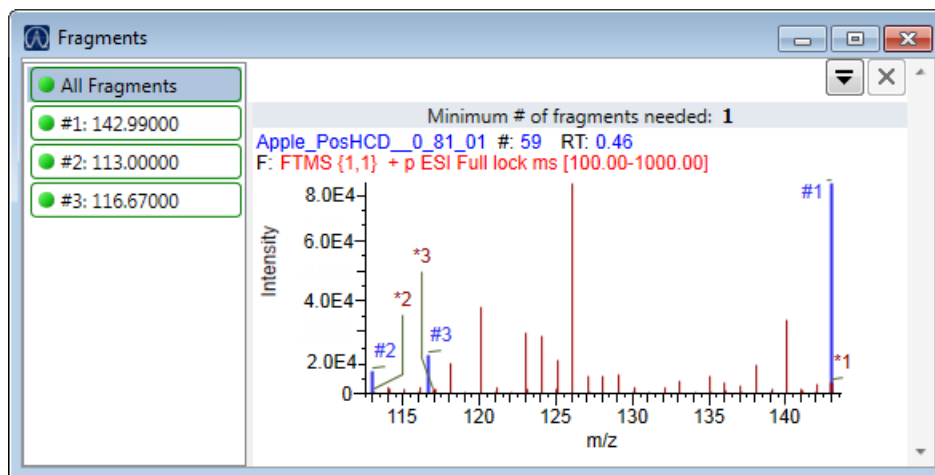 Fragments
All Fragments
#1: 142.99000
#2: 113.00000
#3: 116.67000
Minimum # of fragments needed: 1
Apple_PosHCD__0_81_01 #: 59 RT: 0.46
F: FTMS {1,1} + p ESI Full lock ms [100.00-1000.00]
8.0E4
#1
6.0E4
*3
Intensity
4.0E4
*2
#2
#3
2.0E4
*1
0
115 120 125 130 135 140
m/z